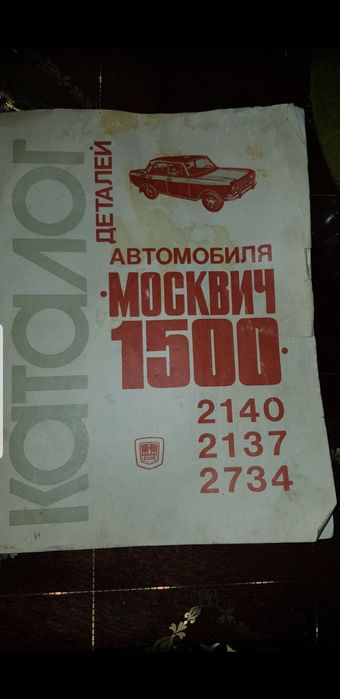 каталог
ДЕТАЛЕЙ
АВТОМОБИЛЯ
·МОСКВИЧ
1500·
2140
2137
2734